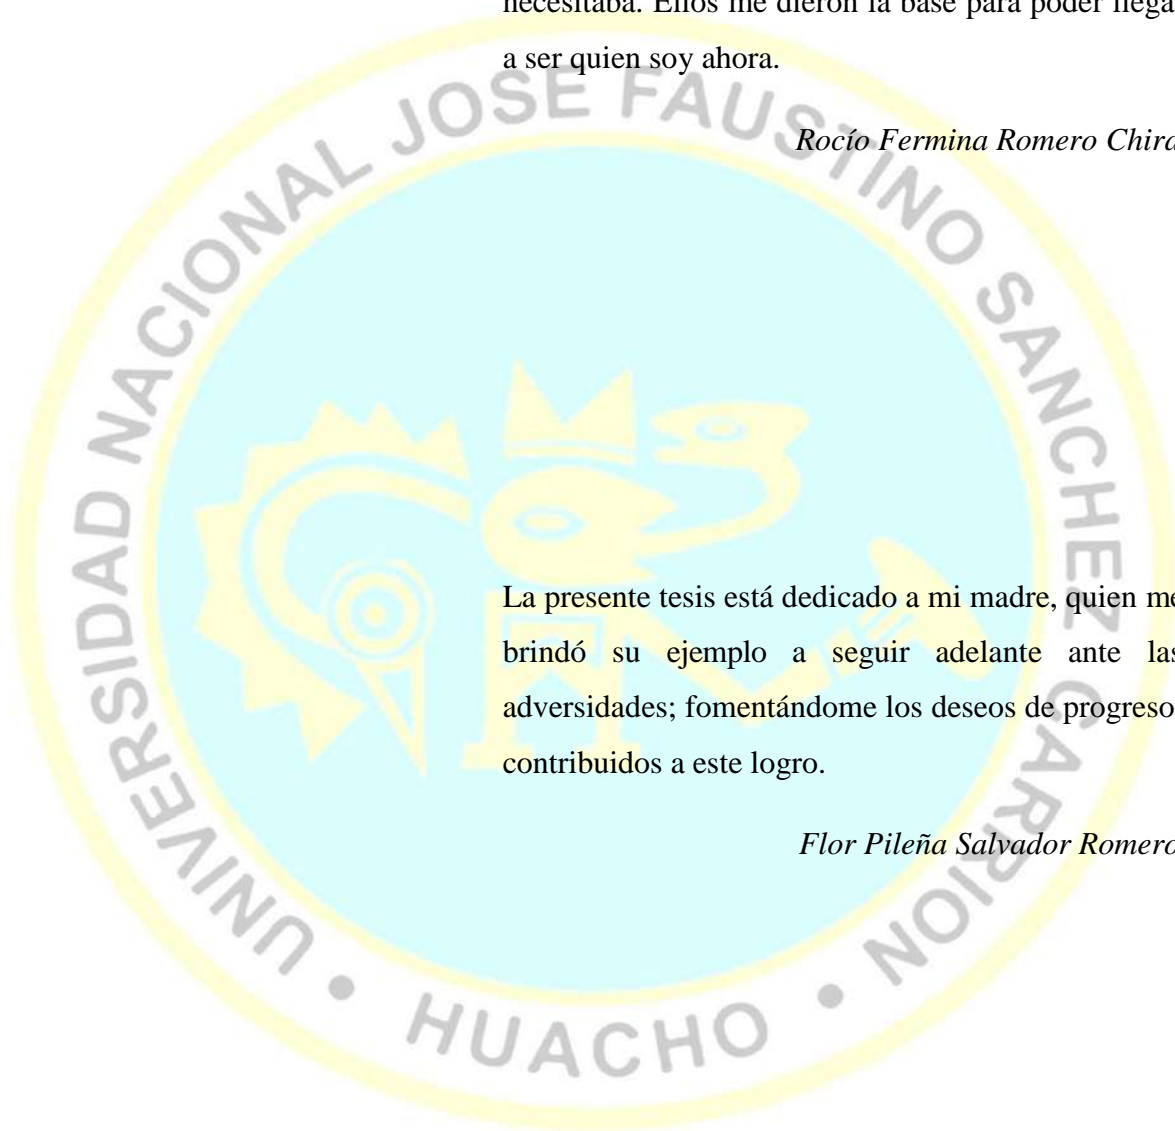 necesitaba. Ellos me dieron la base para poder llega
a ser quien soy ahora.
Rocío Fermina Romero Chira
La presente tesis está dedicado a mi madre, quien me
brindó su ejemplo a seguir adelante ante las
adversidades; fomentándome los deseos de progreso
contribuidos a este logro.
Flor Pileña Salvador Romero
UNIVERSIDAD NACIONAL JOSE FAUSTINO SANCHEZ CARRION
• HUACHO •